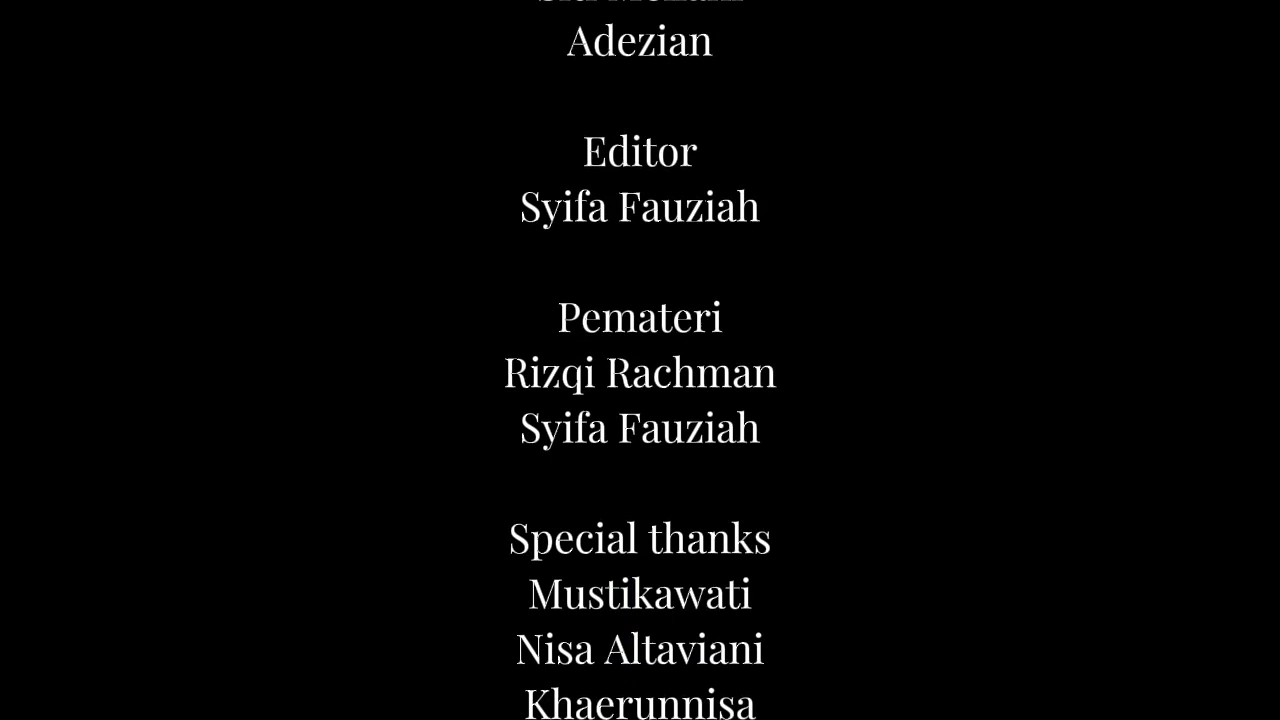 Adezian
Editor
Syifa Fauziah
Pemateri
Rizqi Rachman
Syifa Fauziah
Special thanks
Mustikawati
Nisa Altaviani
Khaerunnisa